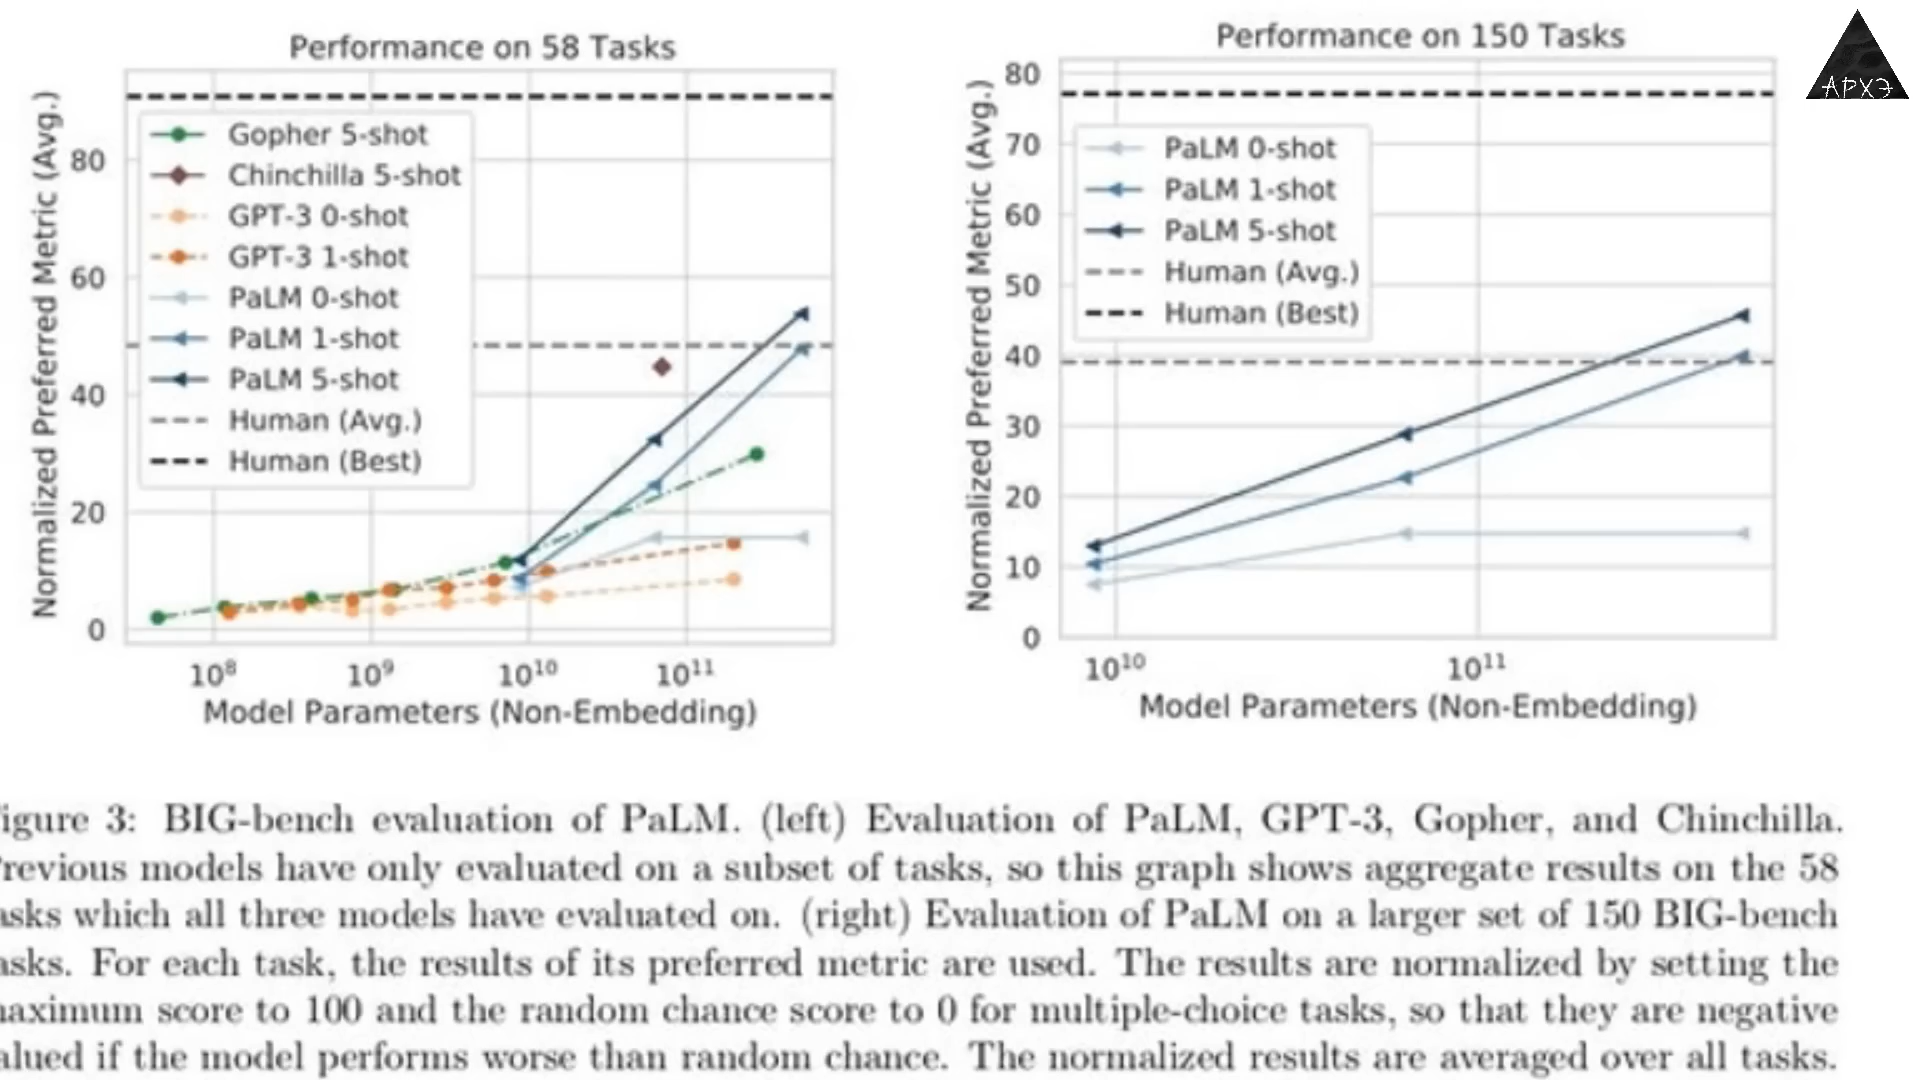 Performance on 58 Tasks
Normalized Preferred Metric (Avg.)
80
60
40
20
0
Gopher 5-shot
Chinchilla 5-shot
GPT-3 0-shot
GPT-3 1-shot
PaLM 0-shot
PaLM 1-shot
PaLM 5-shot
Human (Avg.)
Human (Best)
10⁸ 10⁹ 10¹⁰ 10¹¹
Model Parameters (Non-Embedding)
Performance on 150 Tasks
Normalized Preferred Metric (Avg.)
80
70
60
50
40
30
20
10
0
PaLM 0-shot
PaLM 1-shot
PaLM 5-shot
Human (Avg.)
Human (Best)
10¹⁰ 10¹¹
Model Parameters (Non-Embedding)
АРХЭ
igure 3: BIG-bench evaluation of PaLM. (left) Evaluation of PaLM, GPT-3, Gopher, and Chinchilla.
revious models have only evaluated on a subset of tasks, so this graph shows aggregate results on the 58
asks which all three models have evaluated on. (right) Evaluation of PaLM on a larger set of 150 BIG-bench
asks. For each task, the results of its preferred metric are used. The results are normalized by setting the
aximum score to 100 and the random chance score to 0 for multiple-choice tasks, so that they are negative
alued if the model performs worse than random chance. The normalized results are averaged over all tasks.